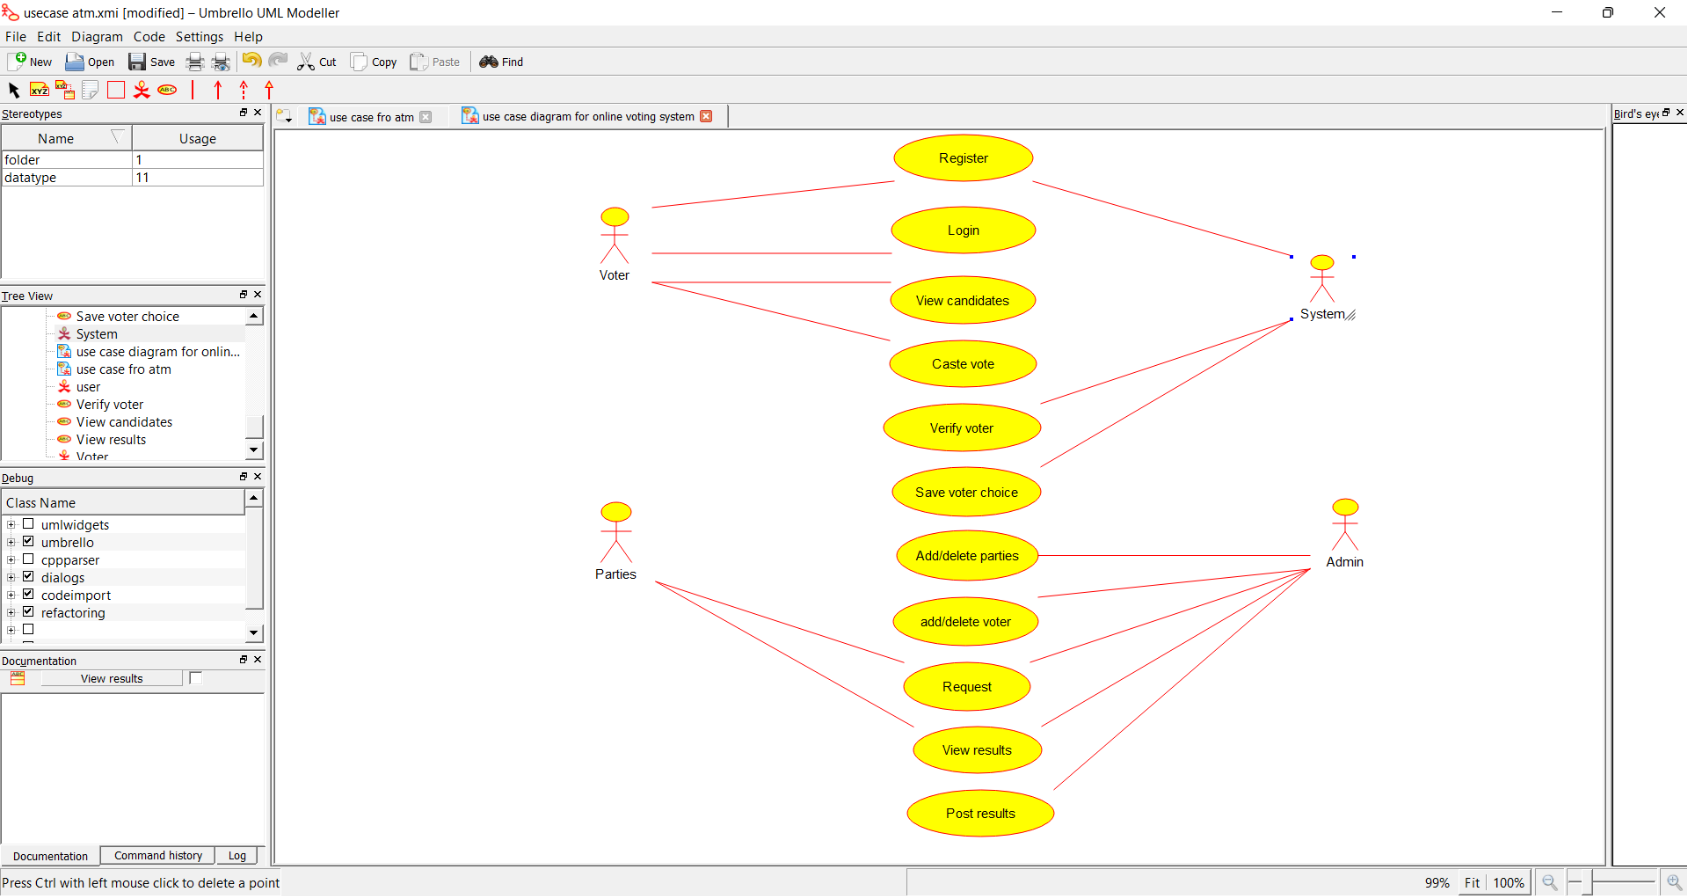 usecase atm.xmi [modified] – Umbrello UML Modeller
File Edit Diagram Code Settings Help
New Open Save Cut Copy Paste Find
XYZ XYZ ABC
Stereotypes
Name Usage
folder 1
datatype 11
Tree View
Save voter choice
System
use case diagram for onlin...
use case fro atm
user
Verify voter
View candidates
View results
Voter
Debug
Class Name
umlwidgets
umbrello
cppparser
dialogs
codeimport
refactoring
Documentation
ABC View results
Documentation Command history Log
use case fro atm use case diagram for online voting system
Bird's eye
Register
Login
Voter
View candidates
System
Caste vote
Verify voter
Save voter choice
Add/delete parties
Admin
Parties
add/delete voter
Request
View results
Post results
Press Ctrl with left mouse click to delete a point
99% Fit 100%